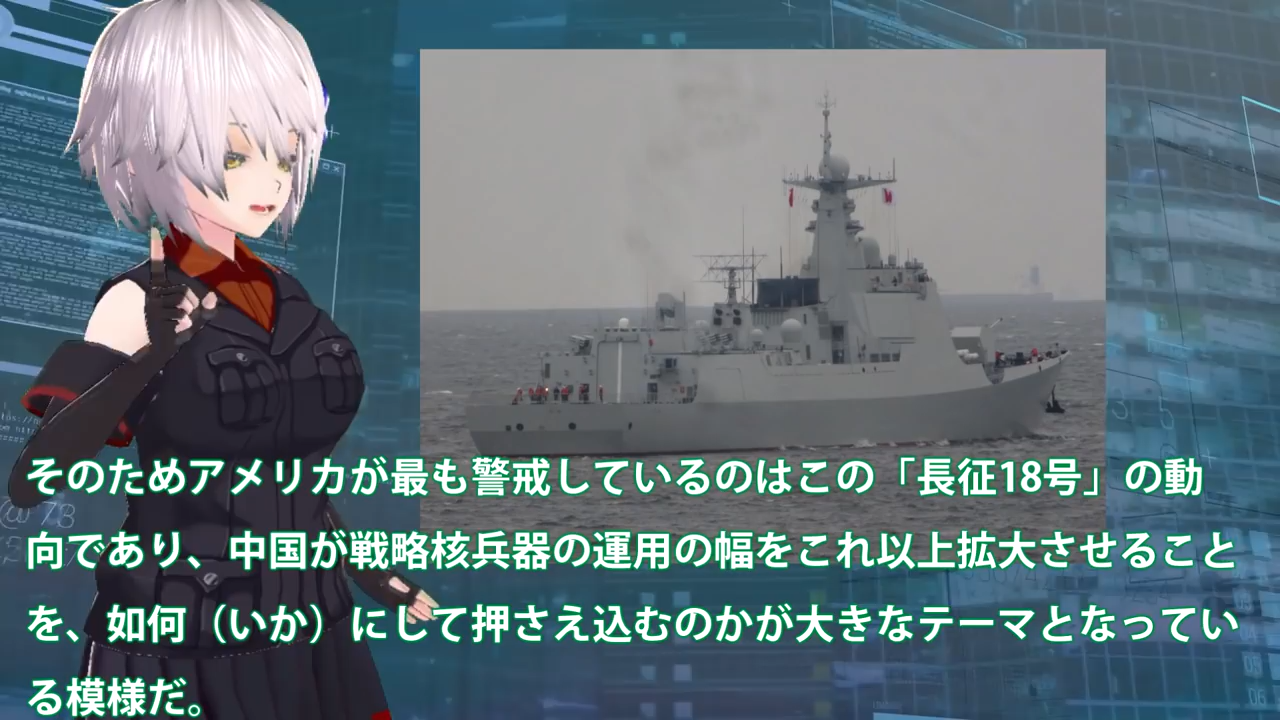 そのためアメリカが最も警戒しているのはこの「長征18号」の動
向であり、中国が戦略核兵器の運用の幅をこれ以上拡大させること
を、如何（いか）にして押さえ込むのかが大きなテーマとなってい
る模様だ。